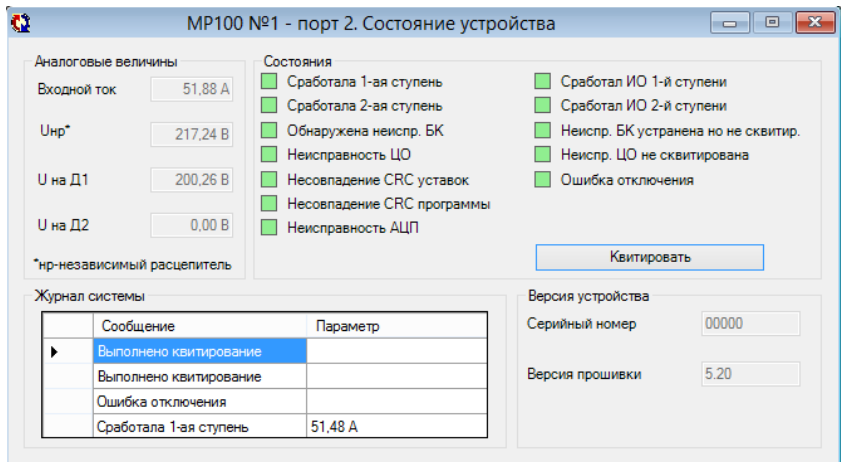 МР100 №1 - порт 2. Состояние устройства
Аналоговые величины
Входной ток 51,88 А
Uнр* 217,24 В
U на Д1 200,26 В
U на Д2 0,00 В
*нр-независимый расцепитель
Состояния
Сработала 1-ая ступень
Сработала 2-ая ступень
Обнаружена неиспр. БК
Неисправность ЦО
Несовпадение CRC уставок
Несовпадение CRC программы
Неисправность АЦП
Сработал ИО 1-й ступени
Сработал ИО 2-й ступени
Неиспр. БК устранена но не сквитир.
Неиспр. ЦО не сквитирована
Ошибка отключения
Квитировать
Журнал системы
Сообщение Параметр
Выполнено квитирование
Выполнено квитирование
Ошибка отключения
Сработала 1-ая ступень 51,48 А
Версия устройства
Серийный номер 00000
Версия прошивки 5.20